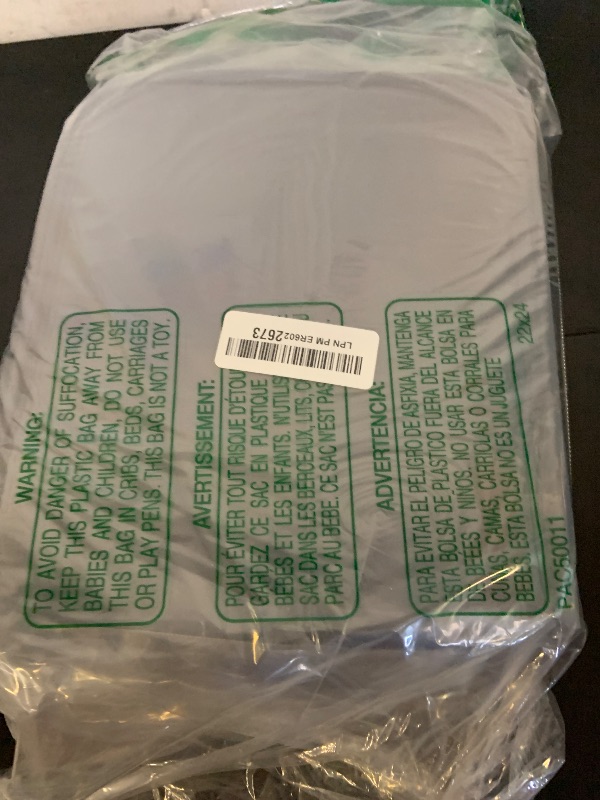 WARNING:
TO AVOID DANGER OF SUFFOCATION,
KEEP THIS PLASTIC BAG AWAY FROM
BABIES AND CHILDREN, DO NOT USE
THIS BAG IN CRIBS, BEDS, CARRIAGES
OR PLAY PENS. THIS BAG IS NOT A TOY.
AVERTISSEMENT:
POUR ÉVITER TOUT RISQUE D'ÉTOU
GARDEZ CE SAC EN PLASTIQUE
BÉBÉS ET LES ENFANTS. N'UTILIS
SAC DANS LES BERCEAUX, LITS,
PARC AU BÉBÉ. CE SAC N'EST PAS
ADVERTENCIA:
PARA EVITAR EL PELIGRO DE ASFIXIA MANTENGA
ESTA BOLSA DE PLÁSTICO FUERA DEL ALCANCE
DE BEBES Y NIÑOS. NO USAR ESTA BOLSA EN
CUNAS, CAMAS, CARRIOLAS O CORRALES PARA
BEBES. ESTA BOLSA NO ES UN JUGUETE
22x24
PAC50011
LPN PM ER6022673